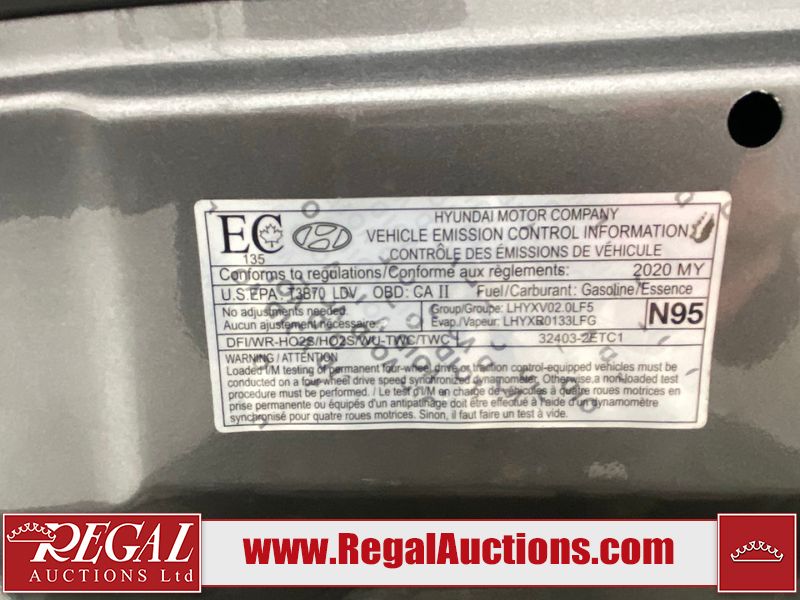 EC
135
HYUNDAI MOTOR COMPANY
VEHICLE EMISSION CONTROL INFORMATION
CONTRÔLE DES ÉMISSIONS DE VÉHICULE
Conforms to regulations/Conforme aux règlements: 2020 MY
U.S.EPA: T3B70 LDV OBD: CA II Fuel/Carburant: Gasoline/Essence
No adjustments needed.
Aucun ajustement nécessaire.
Group/Groupe: LHYXV02.0LF5
Evap./Vapeur: LHYXR0133LFG
N95
DFI/WR-HO2S/HO2S/WU-TWC/TWC 32403-2ETC1
WARNING / ATTENTION
Loaded I/M testing of permanent four-wheel drive or traction control-equipped vehicles must be
conducted on a four-wheel drive speed synchronized dynamometer. Otherwise, a non-loaded test
procedure must be performed. / Le test d'I/M en charge de véhicules à quatre roues motrices en
prise permanente ou équipés d'un antipatinage doit être effectué à l'aide d'un dynamomètre
synchronisé pour quatre roues motrices. Sinon, il faut faire un test à vide.
REGAL
AUCTIONS Ltd
www.RegalAuctions.com